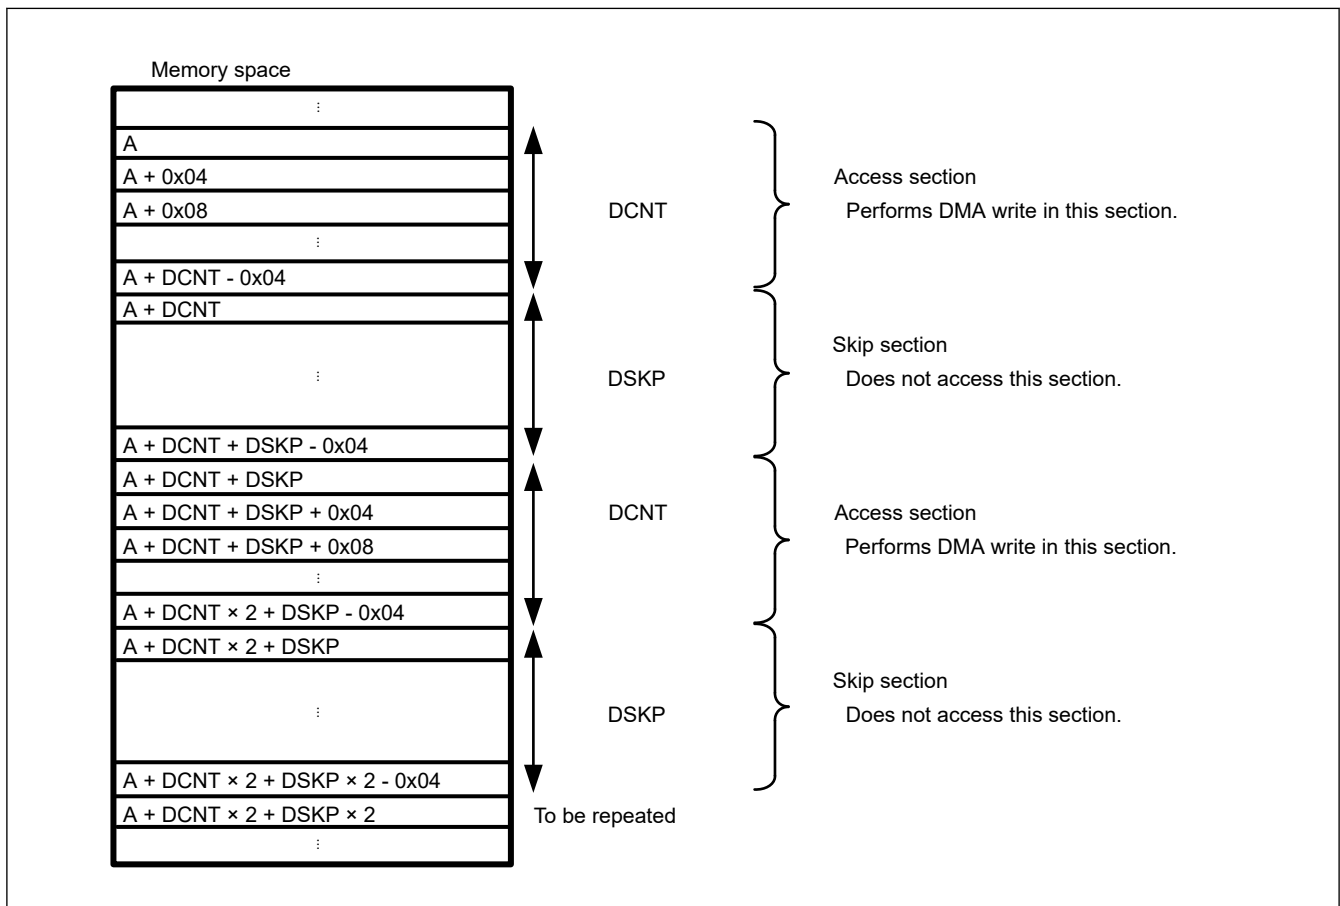 Memory space
⋮
A
A + 0x04
A + 0x08
⋮
A + DCNT - 0x04
DCNT
Access section
Performs DMA write in this section.
A + DCNT
⋮
A + DCNT + DSKP - 0x04
DSKP
Skip section
Does not access this section.
A + DCNT + DSKP
A + DCNT + DSKP + 0x04
A + DCNT + DSKP + 0x08
⋮
A + DCNT × 2 + DSKP - 0x04
DCNT
Access section
Performs DMA write in this section.
A + DCNT × 2 + DSKP
⋮
A + DCNT × 2 + DSKP × 2 - 0x04
DSKP
Skip section
Does not access this section.
A + DCNT × 2 + DSKP × 2
To be repeated
⋮